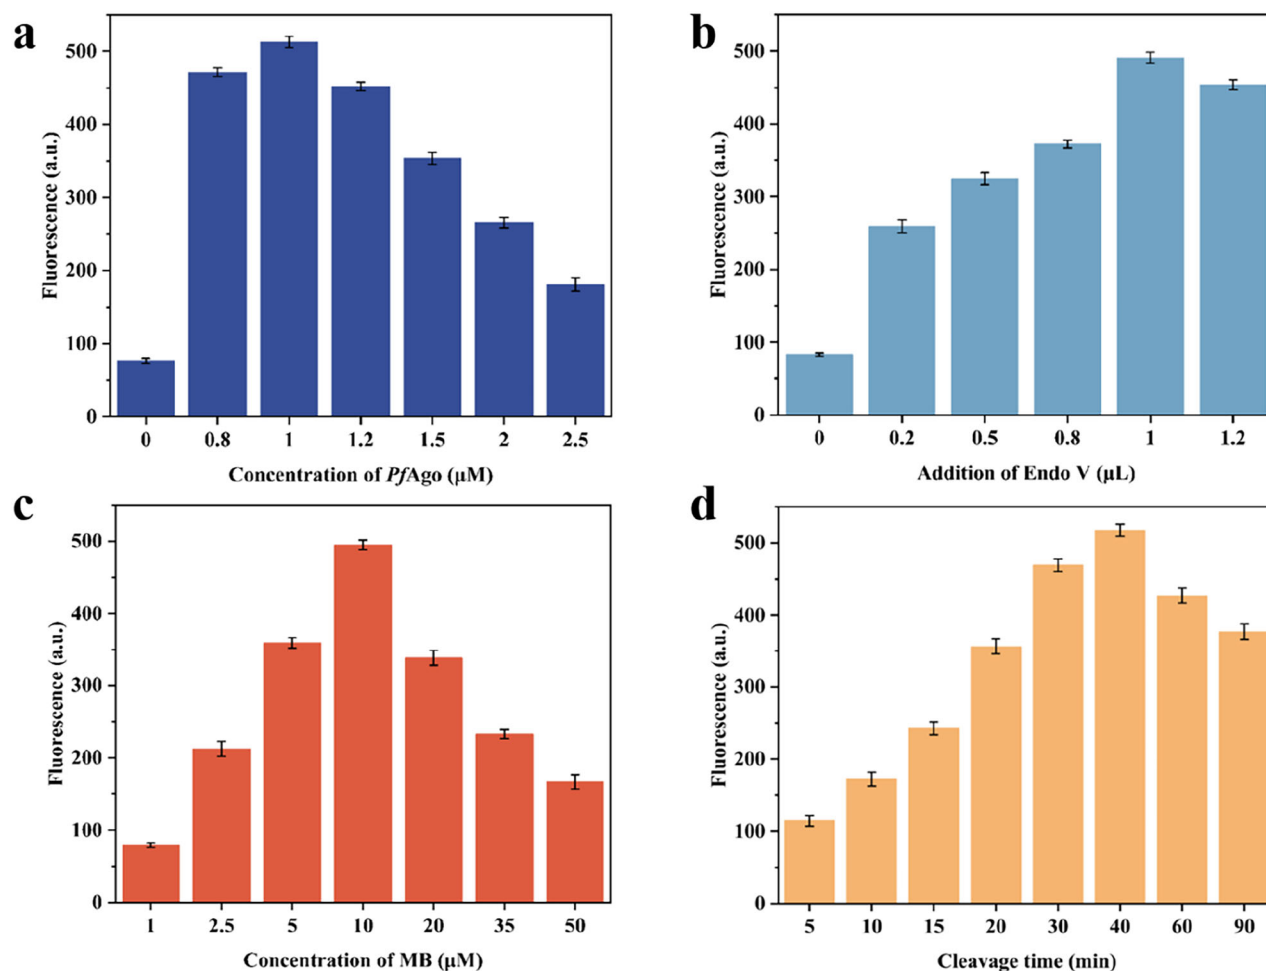 a
Fluorescence (a.u.)
500
400
300
200
100
0
0 0.8 1 1.2 1.5 2 2.5
Concentration of PfAgo (μM)
b
Fluorescence (a.u.)
500
400
300
200
100
0
0 0.2 0.5 0.8 1 1.2
Addition of Endo V (μL)
c
Fluorescence (a.u.)
500
400
300
200
100
0
1 2.5 5 10 20 35 50
Concentration of MB (μM)
d
Fluorescence (a.u.)
500
400
300
200
100
0
5 10 15 20 30 40 60 90
Cleavage time (min)